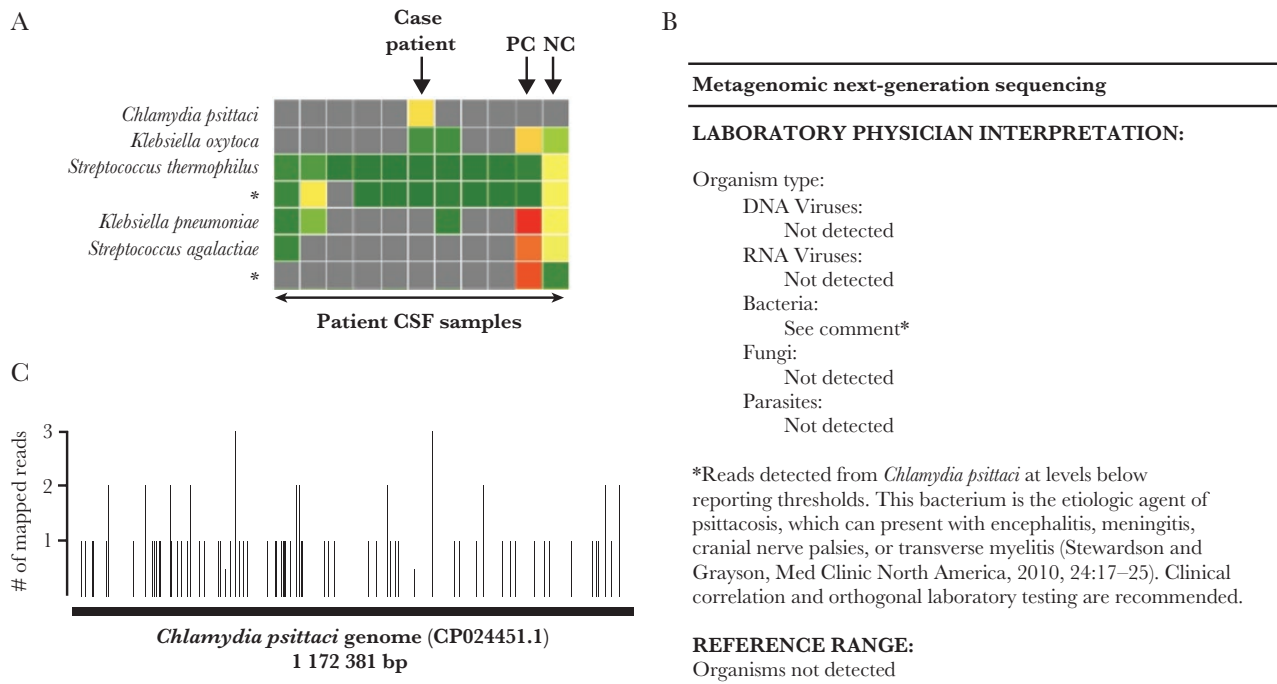 A
Case
patient
PC NC
Chlamydia psittaci
Klebsiella oxytoca
Streptococcus thermophilus
*
Klebsiella pneumoniae
Streptococcus agalactiae
*
Patient CSF samples
B
Metagenomic next-generation sequencing
LABORATORY PHYSICIAN INTERPRETATION:
Organism type:
DNA Viruses:
Not detected
RNA Viruses:
Not detected
Bacteria:
See comment*
Fungi:
Not detected
Parasites:
Not detected
*Reads detected from Chlamydia psittaci at levels below
reporting thresholds. This bacterium is the etiologic agent of
psittacosis, which can present with encephalitis, meningitis,
cranial nerve palsies, or transverse myelitis (Stewardson and
Grayson, Med Clinic North America, 2010, 24:17–25). Clinical
correlation and orthogonal laboratory testing are recommended.
REFERENCE RANGE:
Organisms not detected
C
# of mapped reads
3
2
1
Chlamydia psittaci genome (CP024451.1)
1 172 381 bp